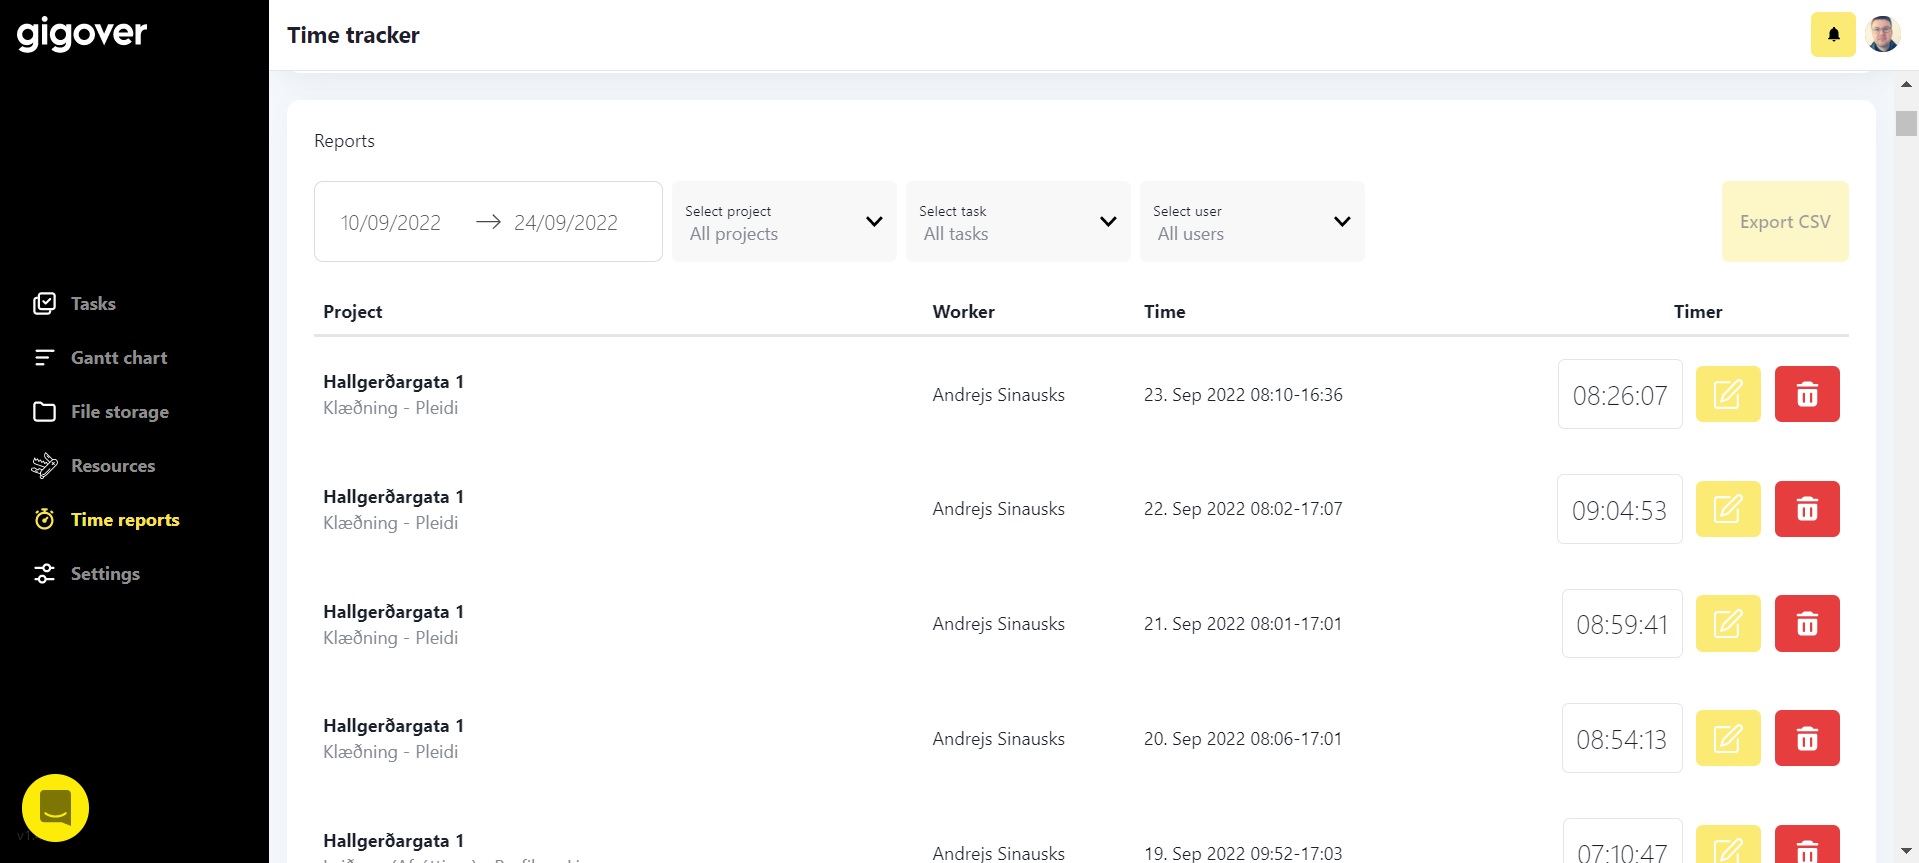 gigover
Time tracker
Reports
10/09/2022 → 24/09/2022
Select project
All projects
Select task
All tasks
Select user
All users
Export CSV
Project Worker Time Timer
Hallgerðargata 1
Klæðning - Pleidi
Andrejs Sinausks
23. Sep 2022 08:10-16:36
08:26:07
Hallgerðargata 1
Klæðning - Pleidi
Andrejs Sinausks
22. Sep 2022 08:02-17:07
09:04:53
Hallgerðargata 1
Klæðning - Pleidi
Andrejs Sinausks
21. Sep 2022 08:01-17:01
08:59:41
Hallgerðargata 1
Klæðning - Pleidi
Andrejs Sinausks
20. Sep 2022 08:06-17:01
08:54:13
Hallgerðargata 1
Andrejs Sinausks
19. Sep 2022 09:52-17:03
07:10:47
Tasks
Gantt chart
File storage
Resources
Time reports
Settings